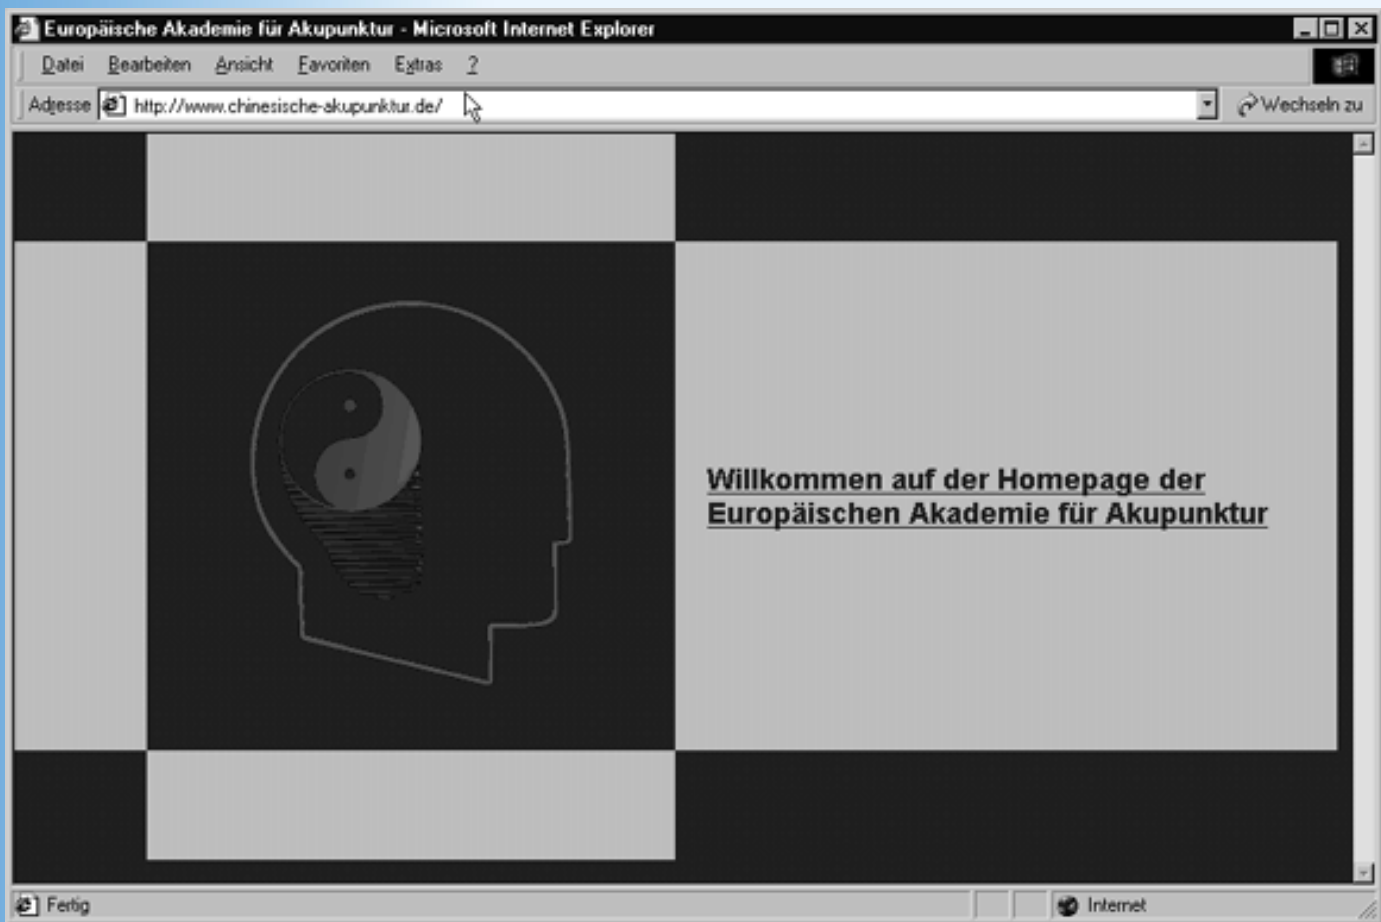 Europäische Akademie für Akupunktur - Microsoft Internet Explorer
Datei Bearbeiten Ansicht Favoriten Extras ?
Adresse http://www.chinesische-akupunktur.de/ Wechseln zu
Willkommen auf der Homepage der
Europäischen Akademie für Akupunktur
Fertig Internet